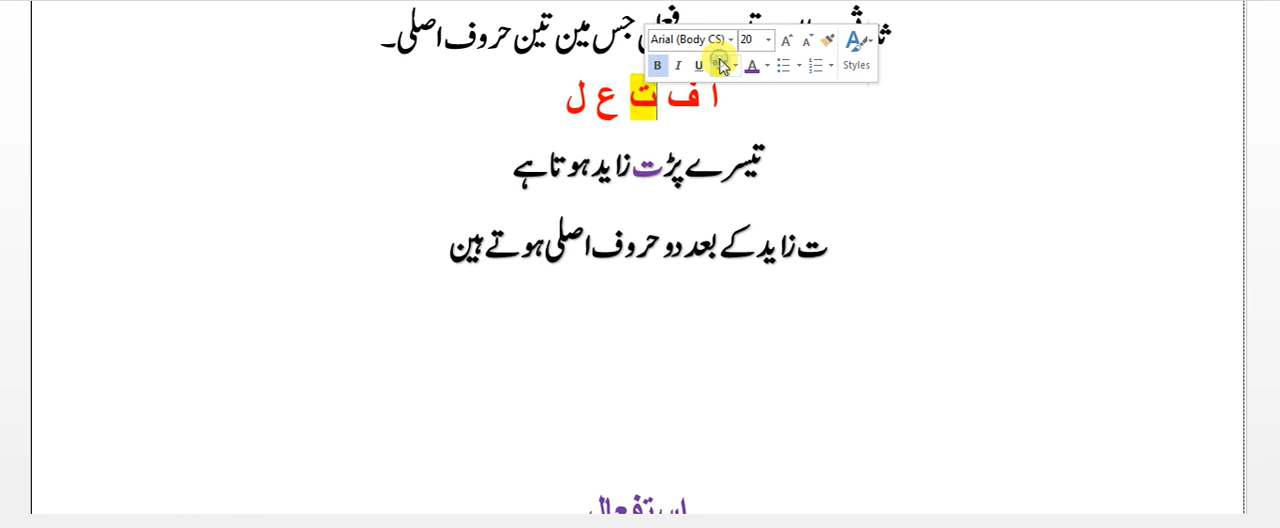 جس مین تین حروف اصلی۔
Arial (Body CS) 20
B I U A Styles
ا ف ت ع ل
تیسرے پڑت زاید ہوتا ہے
ت زاید کے بعد دو حروف اصلی ہوتے ہین
استفعال